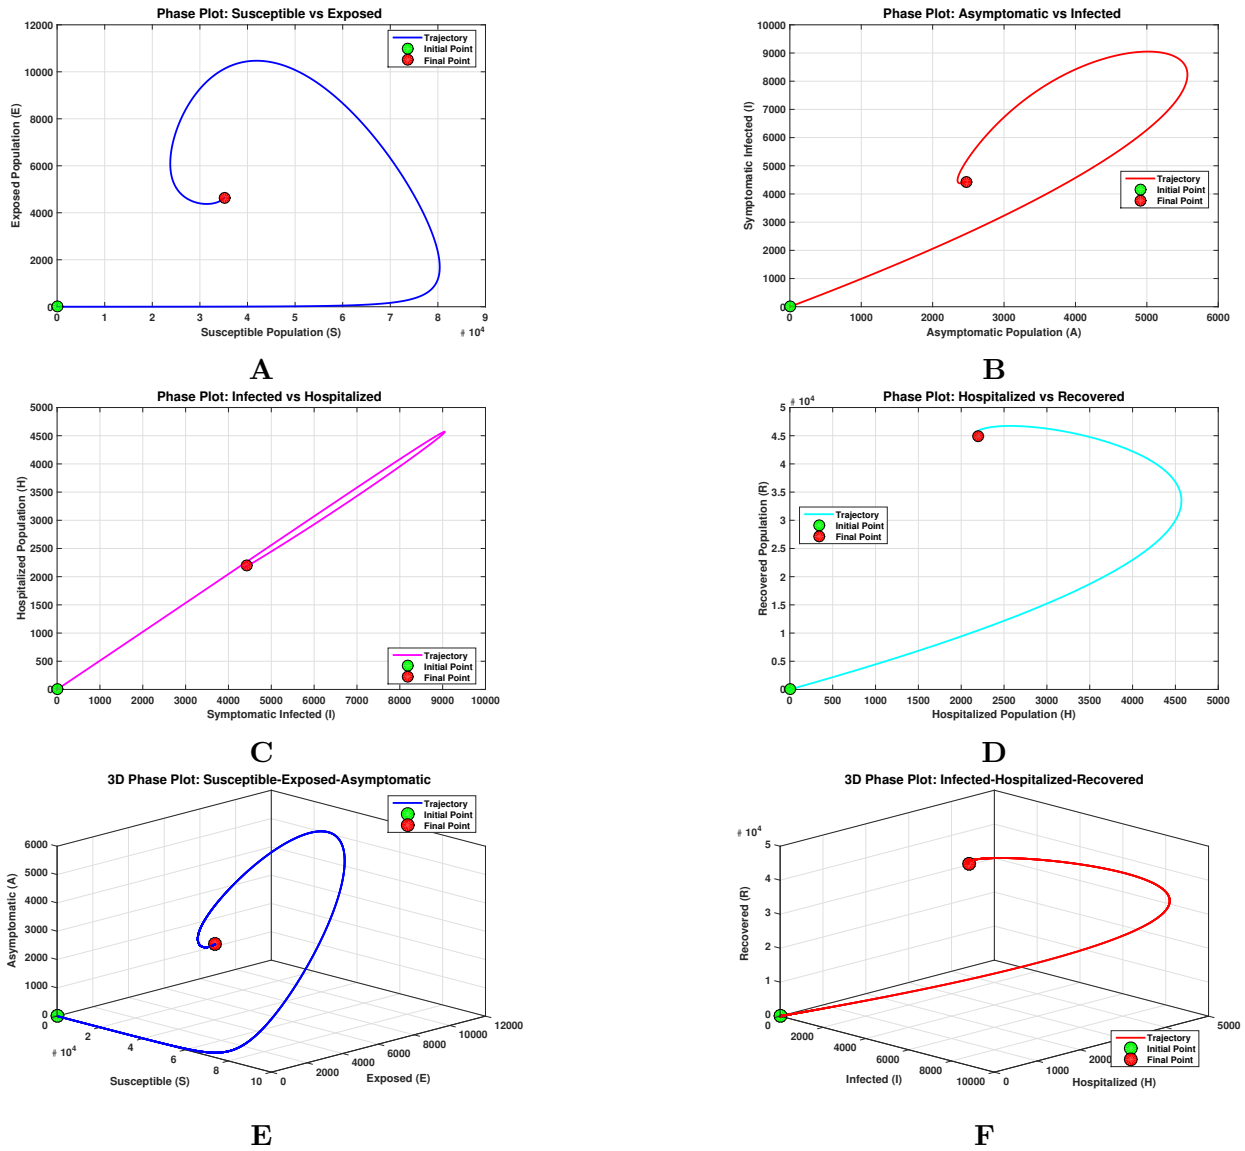 Phase Plot: Susceptible vs Exposed
12000
10000
8000
6000
4000
2000
0
Exposed Population (E)
Trajectory
Initial Point
Final Point
0 1 2 3 4 5 6 7 8 9
Susceptible Population (S)
# 10^4
A
Phase Plot: Asymptomatic vs Infected
10000
9000
8000
7000
6000
5000
4000
3000
2000
1000
0
Symptomatic Infected (I)
Trajectory
Initial Point
Final Point
0 1000 2000 3000 4000 5000 6000
Asymptomatic Population (A)
B
Phase Plot: Infected vs Hospitalized
5000
4500
4000
3500
3000
2500
2000
1500
1000
500
0
Hospitalized Population (H)
Trajectory
Initial Point
Final Point
0 1000 2000 3000 4000 5000 6000 7000 8000 9000 10000
Symptomatic Infected (I)
C
Phase Plot: Hospitalized vs Recovered
# 10^4
5
4.5
4
3.5
3
2.5
2
1.5
1
0.5
0
Recovered Population (R)
Trajectory
Initial Point
Final Point
0 500 1000 1500 2000 2500 3000 3500 4000 4500 5000
Hospitalized Population (H)
D
3D Phase Plot: Susceptible-Exposed-Asymptomatic
Trajectory
Initial Point
Final Point
6000
5000
4000
3000
2000
1000
0
Asymptomatic (A)
0
2
4
6
8
10
# 10^4
Susceptible (S)
0
2000
4000
6000
8000
10000
12000
Exposed (E)
E
3D Phase Plot: Infected-Hospitalized-Recovered
# 10^4
5
4
3
2
1
0
Recovered (R)
0
2000
4000
6000
8000
10000
Infected (I)
0
1000
5000
Hospitalized (H)
Trajectory
Initial Point
Final Point
F